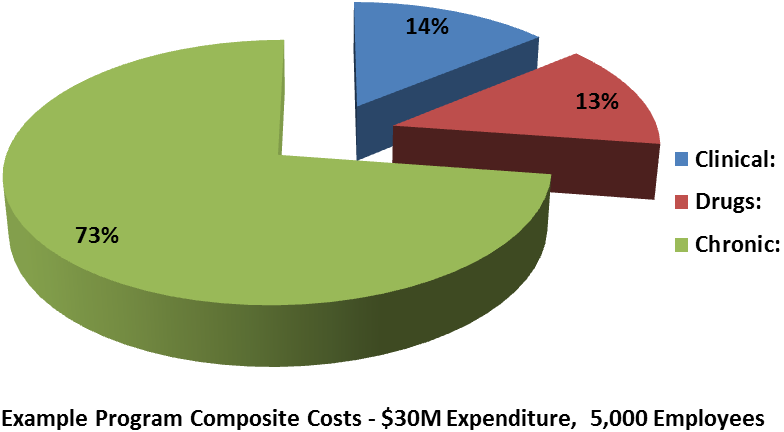 14%
13%
73%
Clinical:
Drugs:
Chronic:
Example Program Composite Costs - $30M Expenditure,  5,000 Employees